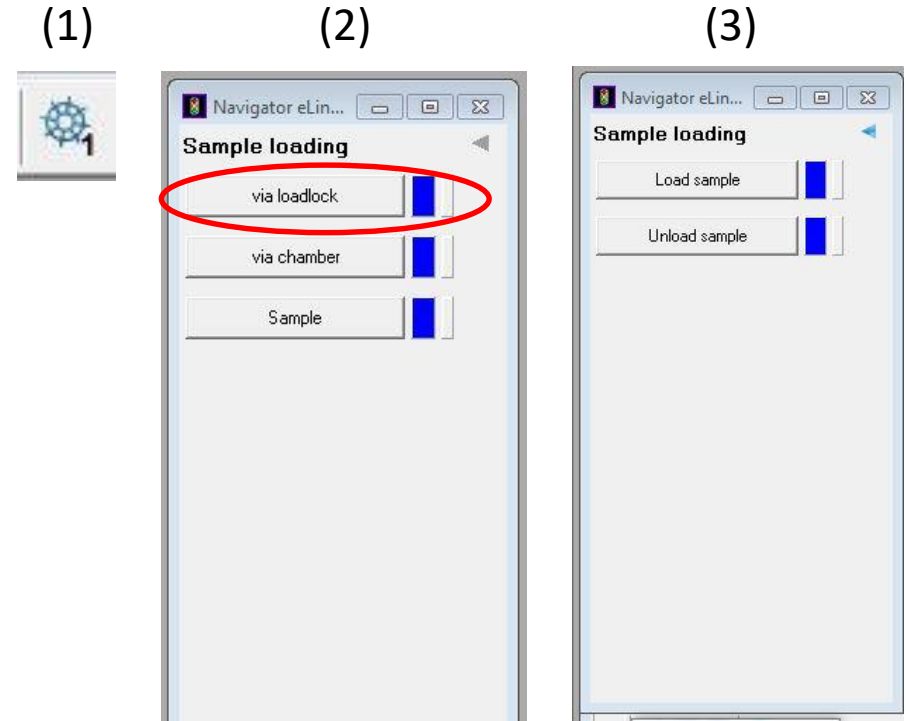 (1)
(2)
(3)
1
Navigator eLin...
Sample loading
via loadlock
via chamber
Sample
Navigator eLin...
Sample loading
Load sample
Unload sample